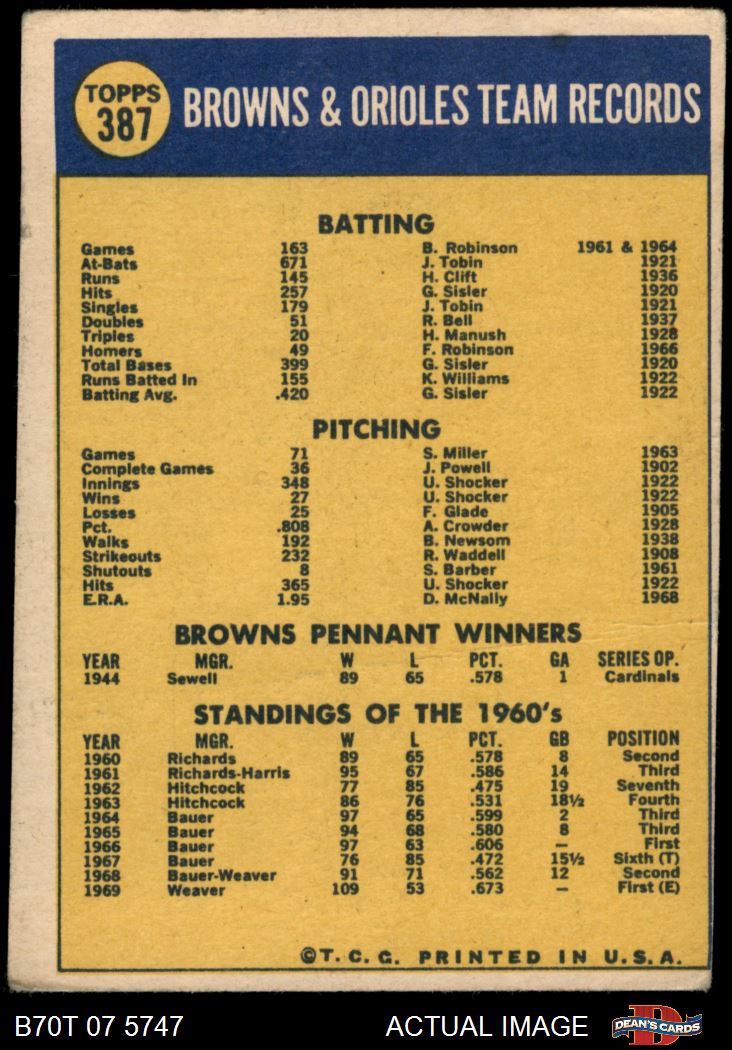 TOPPS
387
BROWNS & ORIOLES TEAM RECORDS
BATTING
Games 163 B. Robinson 1961 & 1964
At-Bats 671 J. Tobin 1921
Runs 145 H. Clift 1936
Hits 257 G. Sisler 1920
Singles 179 J. Tobin 1921
Doubles 51 R. Bell 1937
Triples 20 H. Manush 1928
Homers 49 F. Robinson 1966
Total Bases 399 G. Sisler 1920
Runs Batted In 155 K. Williams 1922
Batting Avg. .420 G. Sisler 1922
PITCHING
Games 71 S. Miller 1963
Complete Games 36 J. Powell 1902
Innings 348 U. Shocker 1922
Wins 27 U. Shocker 1922
Losses 25 F. Glade 1905
Pct. .808 A. Crowder 1928
Walks 192 B. Newsom 1938
Strikeouts 232 R. Waddell 1908
Shutouts 8 S. Barber 1961
Hits 365 U. Shocker 1922
E.R.A. 1.95 D. McNally 1968
BROWNS PENNANT WINNERS
YEAR MGR. W L PCT. GA SERIES OP.
1944 Sewell 89 65 .578 1 Cardinals
STANDINGS OF THE 1960's
YEAR MGR. W L PCT. GB POSITION
1960 Richards 89 65 .578 8 Second
1961 Richards-Harris 95 67 .586 14 Third
1962 Hitchcock 77 85 .475 19 Seventh
1963 Hitchcock 86 76 .531 18½ Fourth
1964 Bauer 97 65 .599 2 Third
1965 Bauer 94 68 .580 8 Third
1966 Bauer 97 63 .606 — First
1967 Bauer 76 85 .472 15½ Sixth (T)
1968 Bauer-Weaver 91 71 .562 12 Second
1969 Weaver 109 53 .673 — First (E)
©T. C. G. PRINTED IN U.S.A.
B70T 07 5747 ACTUAL IMAGE
D
DEAN'S CARDS